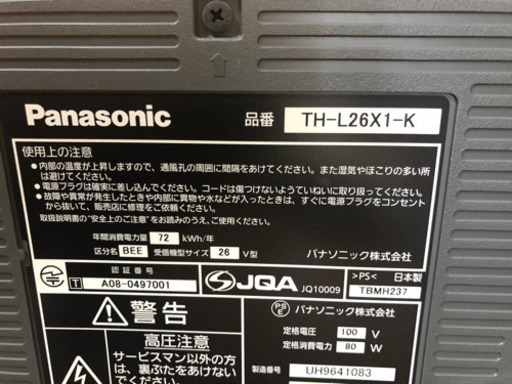 Panasonic 品番 TH-L26X1-K
使用上の注意
●内部の温度が上昇しますので、通風孔の周囲に間隔をあけてください。また湿気やほこりの多い所
は避けてください。
●電源プラグは確実に差し込んでください。コードは傷つけないようていねいに取り扱ってください。
●故障や異常が発生したときや内部に異物や水などが入ったときは、すぐに電源プラグをコンセント
から抜いて、販売店に修理をご依頼ください。
取扱説明書の"安全上のご注意"をお読みのうえ、ご使用ください。
年間消費電力量 72 kWh/年
区分名 BEE 受信機型サイズ 26 V型 パナソニック株式会社
認証番号
T A08-0497001
JQA JQ10009
>PS< 日本製
TBMH237
警告
高圧注意
サービスマン以外の方
は、裏ぶたをあけない
PS E パナソニック株式会社
定格電圧 100 V
定格消費電力 80 W
製造番号 UH9641083